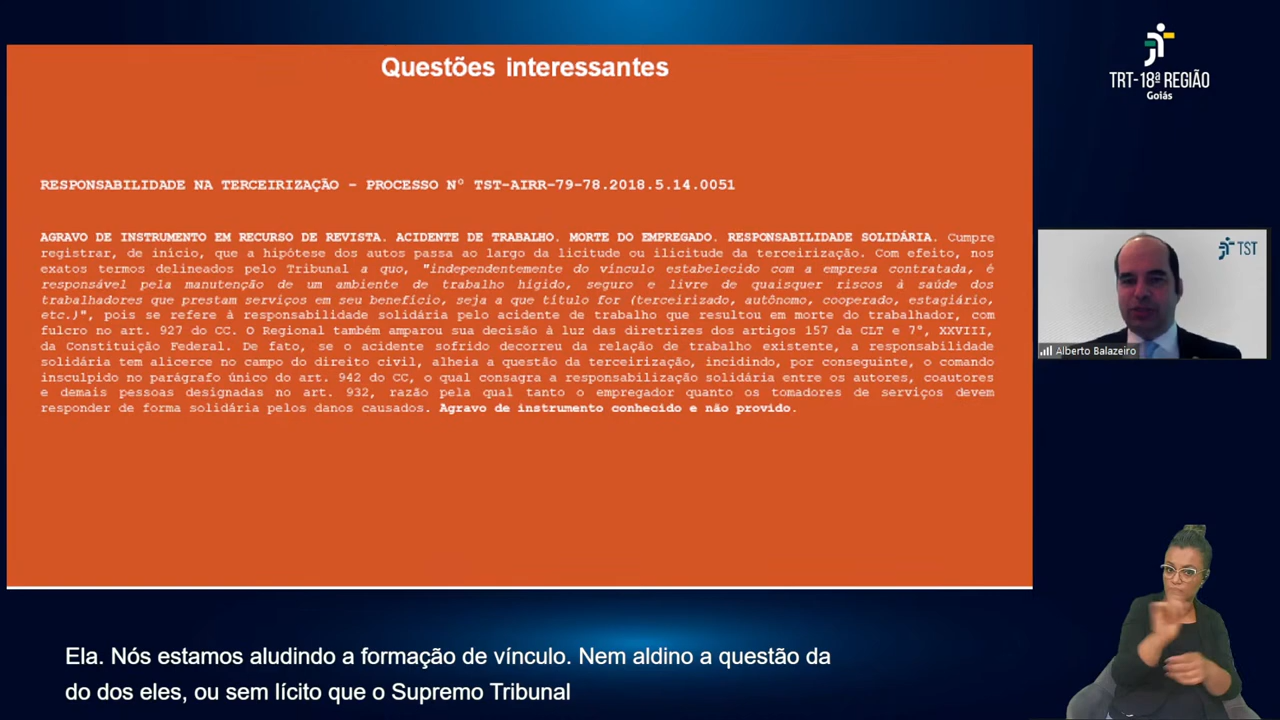 Questões interessantes
TRT-18ª REGIÃO
Goiás
RESPONSABILIDADE NA TERCEIRIZAÇÃO – PROCESSO Nº TST-AIRR-79-78.2018.5.14.0051
AGRAVO DE INSTRUMENTO EM RECURSO DE REVISTA. ACIDENTE DE TRABALHO. MORTE DO EMPREGADO. RESPONSABILIDADE SOLIDÁRIA. Cumpre
registrar, de início, que a hipótese dos autos passa ao largo da licitude ou ilicitude da terceirização. Com efeito, nos
exatos termos delineados pelo Tribunal a quo, "independentemente do vínculo estabelecido com a empresa contratada, é
responsável pela manutenção de um ambiente de trabalho hígido, seguro e livre de quaisquer riscos à saúde dos
trabalhadores que prestam serviços em seu benefício, seja a que título for (terceirizado, autônomo, cooperado, estagiário,
etc.)", pois se refere à responsabilidade solidária pelo acidente de trabalho que resultou em morte do trabalhador, com
fulcro no art. 927 do CC. O Regional também amparou sua decisão à luz das diretrizes dos artigos 157 da CLT e 7º, XXVIII,
da Constituição Federal. De fato, se o acidente sofrido decorreu da relação de trabalho existente, a responsabilidade
solidária tem alicerce no campo do direito civil, alheia a questão da terceirização, incidindo, por conseguinte, o comando
insculpido no parágrafo único do art. 942 do CC, o qual consagra a responsabilização solidária entre os autores, coautores
e demais pessoas designadas no art. 932, razão pela qual tanto o empregador quanto os tomadores de serviços devem
responder de forma solidária pelos danos causados. Agravo de instrumento conhecido e não provido.
TST
Alberto Balazeiro
Ela. Nós estamos aludindo a formação de vínculo. Nem aldino a questão da
do dos eles, ou sem lícito que o Supremo Tribunal